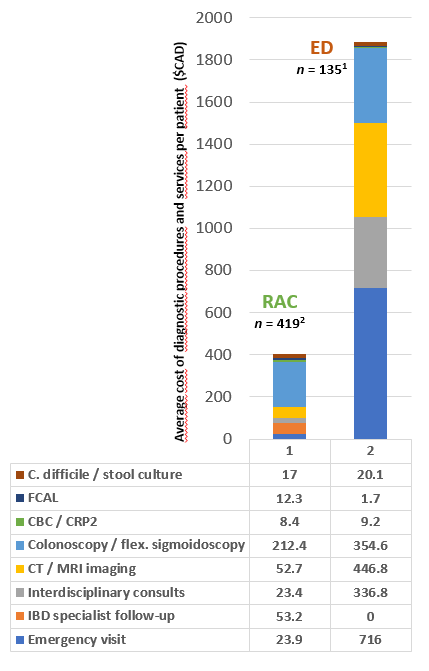 2000
1800
1600
1400
1200
1000
800
600
400
200
0
Average cost of diagnostic procedures and services per patient ($CAD)
ED
n = 135¹
RAC
n = 419²
1 2
C. difficile / stool culture 17 20.1
FCAL 12.3 1.7
CBC / CRP2 8.4 9.2
Colonoscopy / flex. sigmoidoscopy 212.4 354.6
CT / MRI imaging 52.7 446.8
Interdisciplinary consults 23.4 336.8
IBD specialist follow-up 53.2 0
Emergency visit 23.9 716